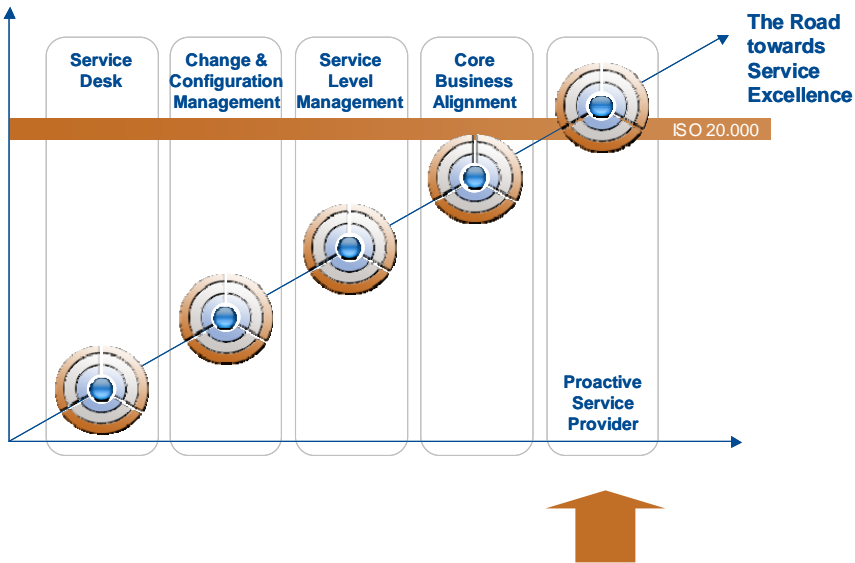 The Road
towards
Service
Excellence
Service
Desk
Change &
Configuration
Management
Service
Level
Management
Core
Business
Alignment
ISO 20.000
Proactive
Service
Provider